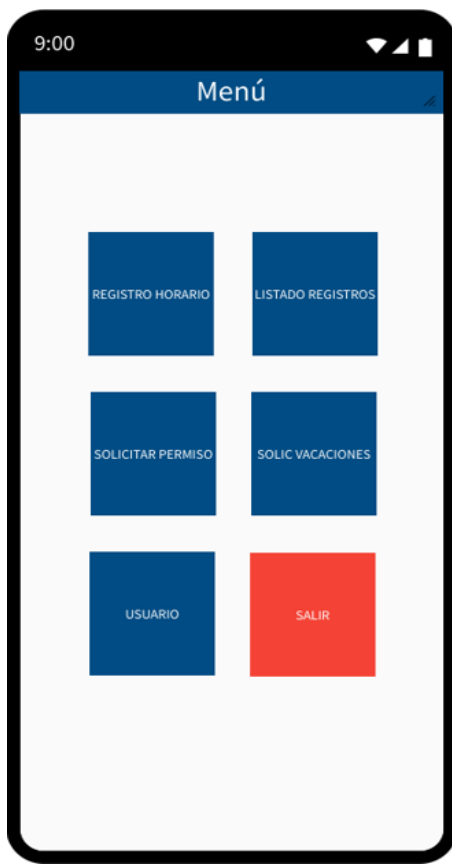 9:00
Menú
REGISTRO HORARIO
LISTADO REGISTROS
SOLICITAR PERMISO
SOLIC VACACIONES
USUARIO
SALIR